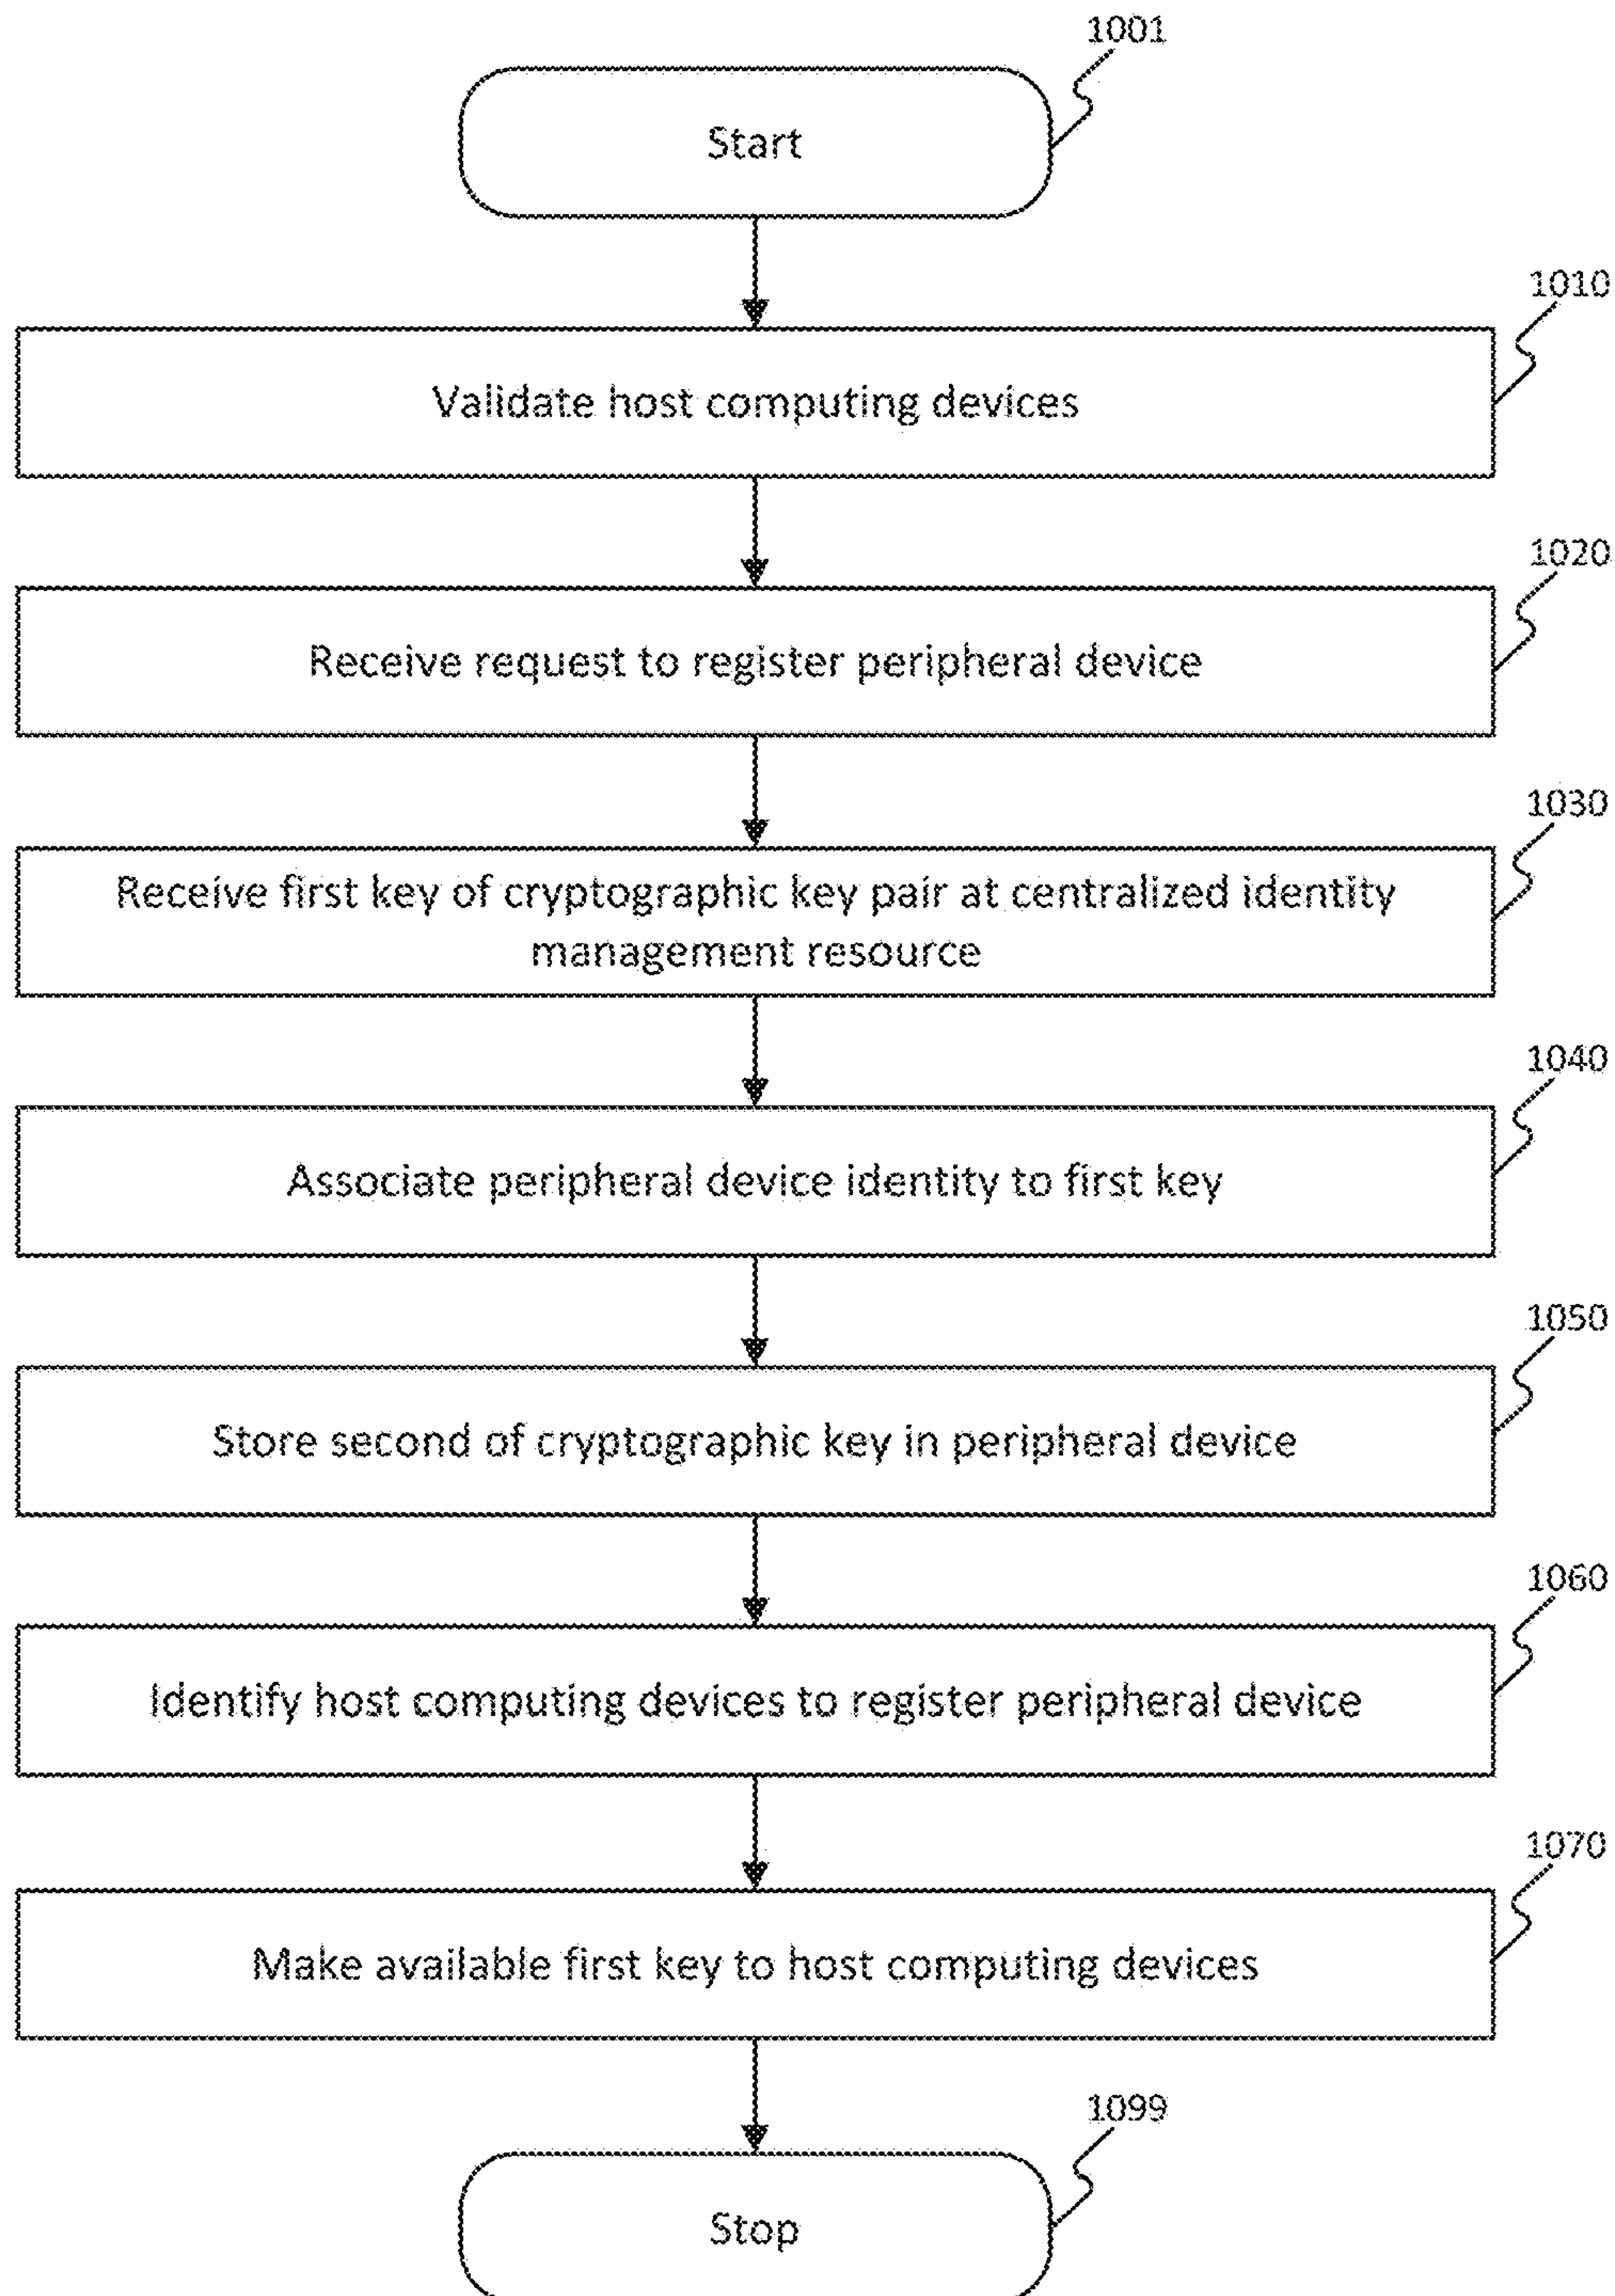 1001
Start
1010
Validate host computing devices
1020
Receive request to register peripheral device
1030
Receive first key of cryptographic key pair at centralized identity
management resource
1040
Associate peripheral device identity to first key
1050
Store second of cryptographic key in peripheral device
1060
Identify host computing devices to register peripheral device
1070
Make available first key to host computing devices
1099
Stop